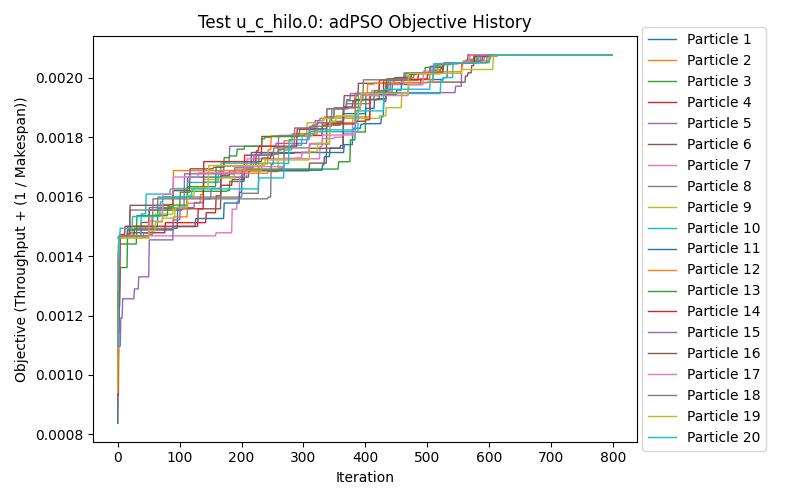 Test u_c_hilo.0: adPSO Objective History
Objective (Throughput + (1 / Makespan))
0.0020
0.0018
0.0016
0.0014
0.0012
0.0010
0.0008
0 100 200 300 400 500 600 700 800
Iteration
Particle 1
Particle 2
Particle 3
Particle 4
Particle 5
Particle 6
Particle 7
Particle 8
Particle 9
Particle 10
Particle 11
Particle 12
Particle 13
Particle 14
Particle 15
Particle 16
Particle 17
Particle 18
Particle 19
Particle 20